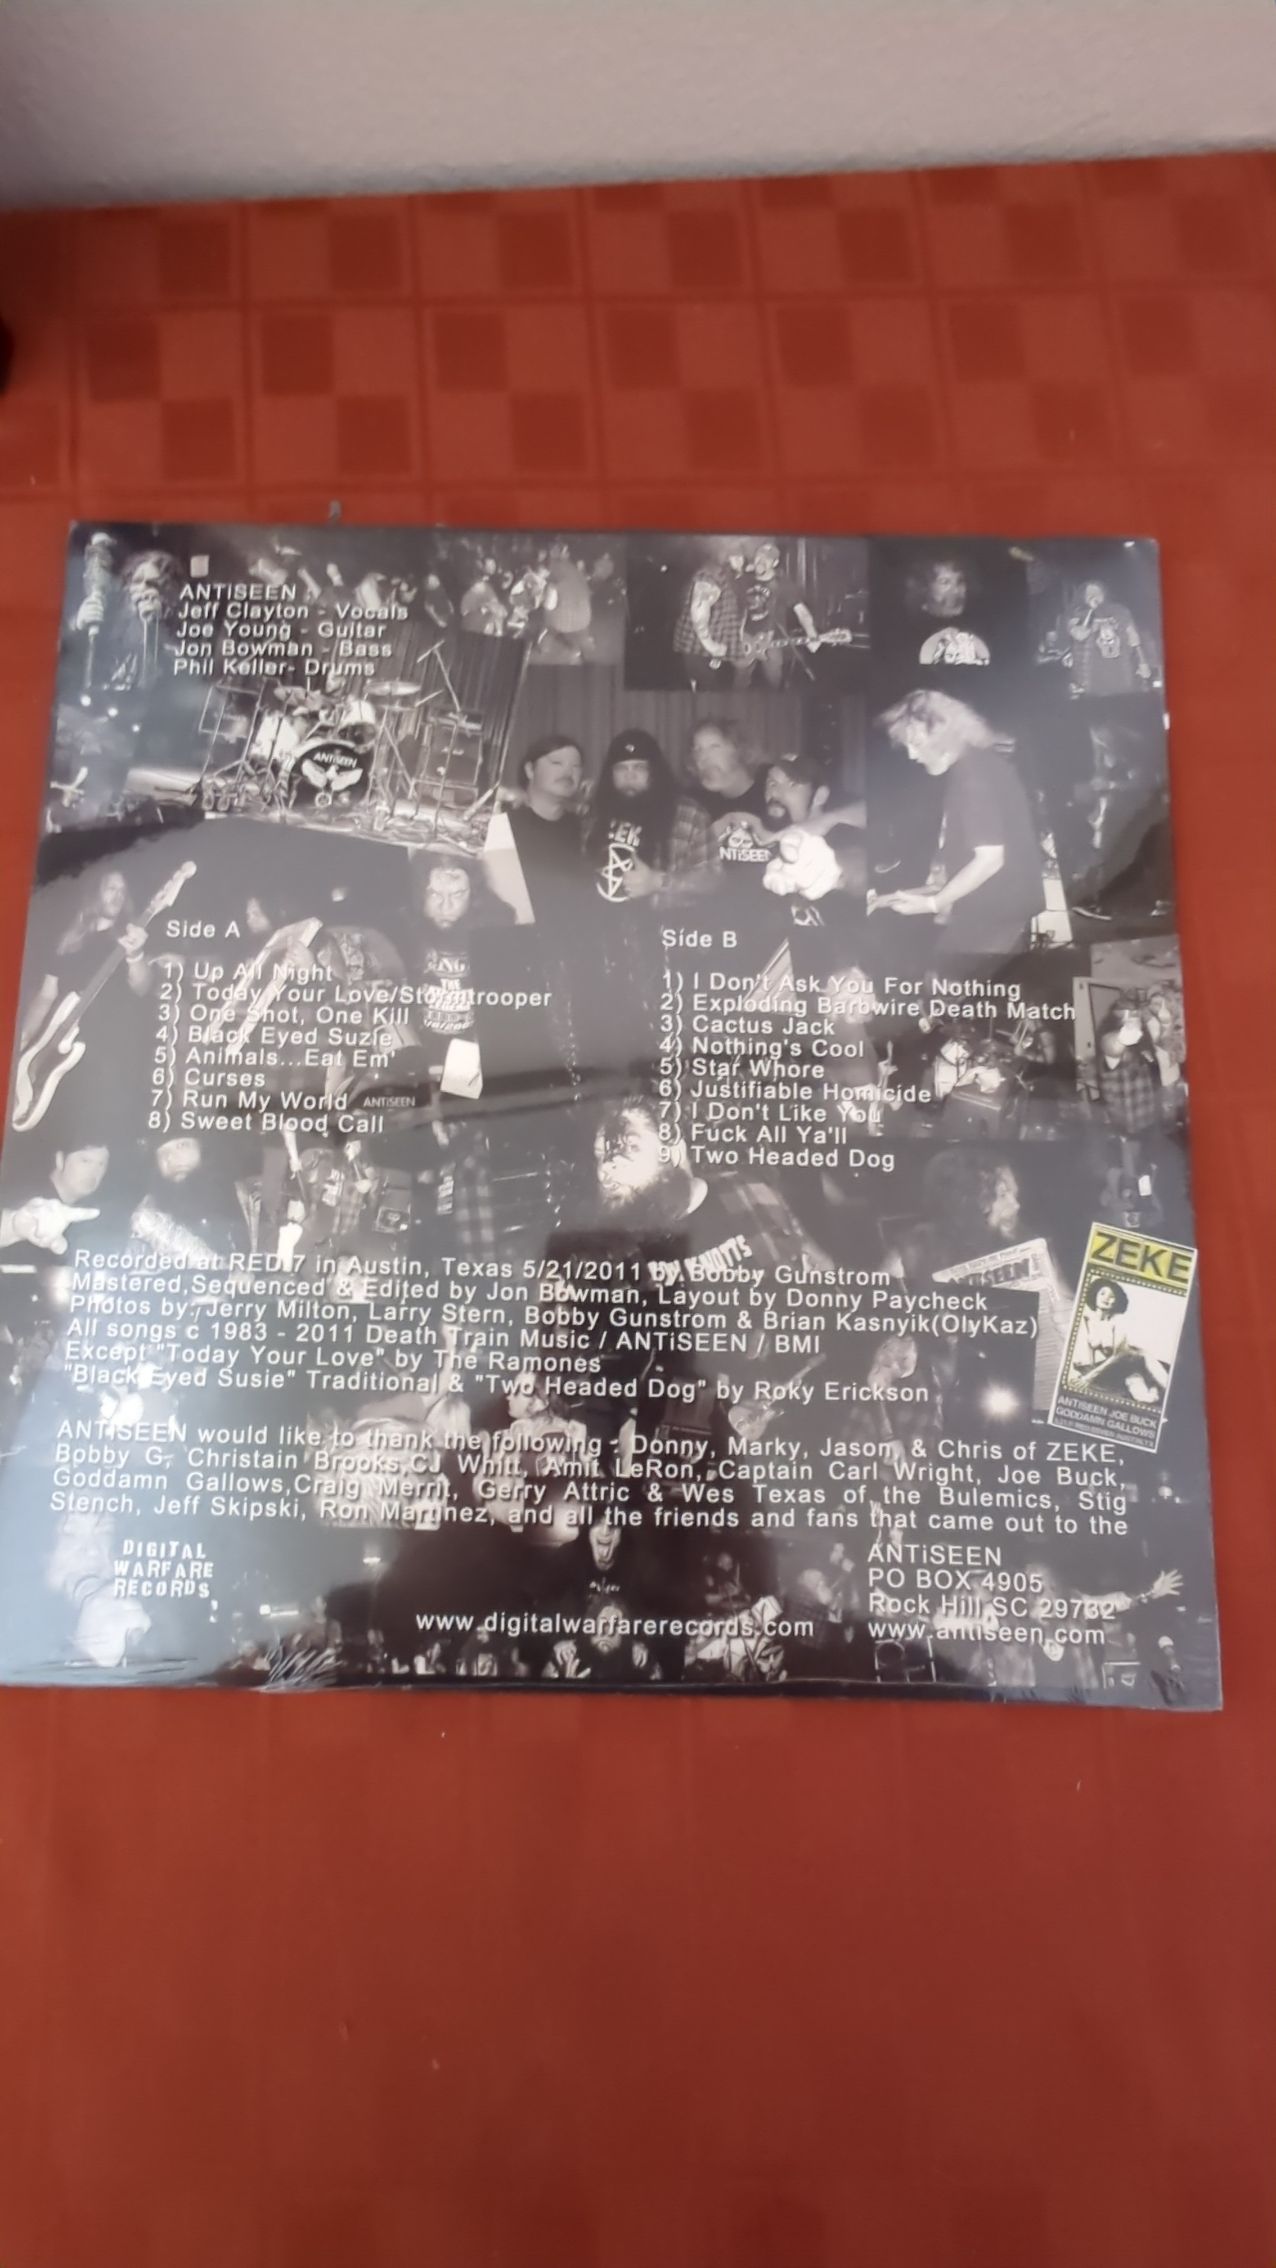 ANTiSEEN
Jeff Clayton - Vocals
Joe Young - Guitar
Jon Bowman - Bass
Phil Keller- Drums
ANTiSEEN
NTiSEEN
Side A
1) Up All Night
2) Today Your Love/Stormtrooper
3) One Shot, One Kill
4) Black Eyed Suzie
5) Animals...Eat Em'
6) Curses
7) Run My World
ANTiSEEN
8) Sweet Blood Call
Side B
1) I Don't Ask You For Nothing
2) Exploding Barbwire Death Match
3) Cactus Jack
4) Nothing's Cool
5) Star Whore
6) Justifiable Homicide
7) I Don't Like You
8) Fuck All Ya'll
9) Two Headed Dog
Recorded at RED 7 in Austin, Texas 5/21/2011 by Bobby Gunstrom
Mastered,Sequenced & Edited by Jon Bowman, Layout by Donny Paycheck
Photos by: Jerry Milton, Larry Stern, Bobby Gunstrom & Brian Kasnyik(OlyKaz)
All songs c 1983 - 2011 Death Train Music / ANTiSEEN / BMI
Except "Today Your Love" by The Ramones
"Black Eyed Susie" Traditional & "Two Headed Dog" by Roky Erickson
ZEKE
ANTISEEN JOE BUCK
GODDAMN GALLOWS
ANTiSEEN would like to thank the following : Donny, Marky, Jason, & Chris of ZEKE,
Bobby G, Christain Brooks,CJ Whitt, Amit LeRon, Captain Carl Wright, Joe Buck,
Goddamn Gallows,Craig Merrit, Gerry Attric & Wes Texas of the Bulemics, Stig
Stench, Jeff Skipski, Ron Martinez, and all the friends and fans that came out to the
DIGITAL
WARFARE
RECORDS
www.digitalwarfarerecords.com
ANTiSEEN
PO BOX 4905
Rock Hill,SC 29732
www.antiseen.com